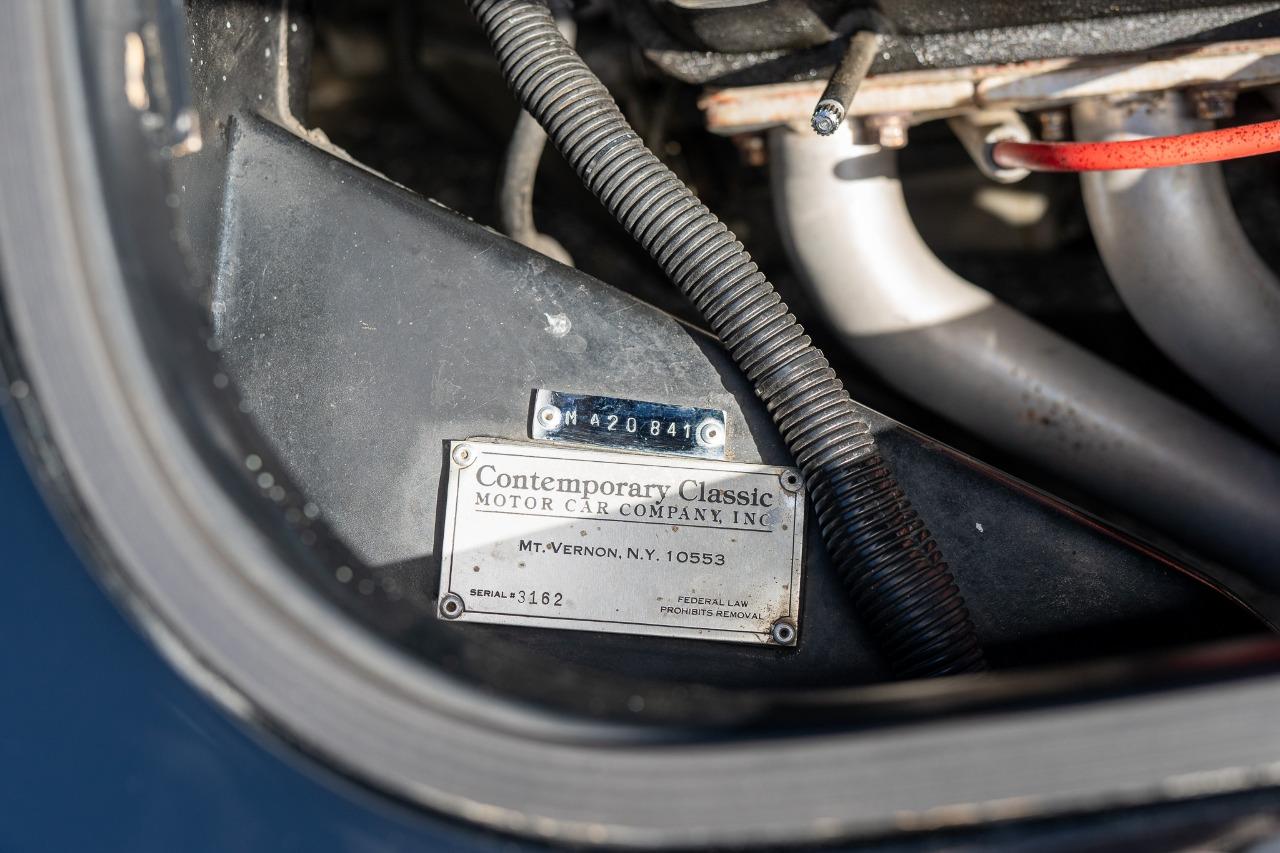 MA20841
Contemporary Classic
MOTOR CAR COMPANY, INC
MT. VERNON, N.Y. 10553
SERIAL # 3162
FEDERAL LAW
PROHIBITS REMOVAL